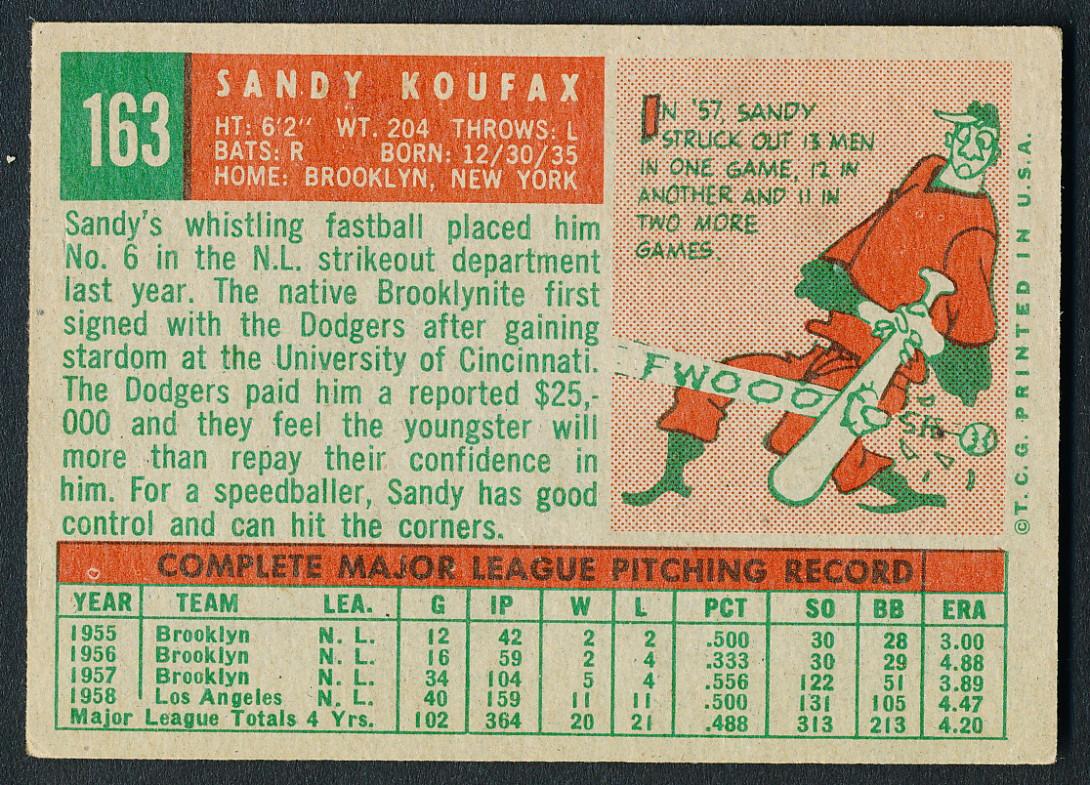 163
SANDY KOUFAX
HT: 6'2" WT. 204 THROWS: L
BATS: R BORN: 12/30/35
HOME: BROOKLYN, NEW YORK
Sandy's whistling fastball placed him
No. 6 in the N.L. strikeout department
last year. The native Brooklynite first
signed with the Dodgers after gaining
stardom at the University of Cincinnati.
The Dodgers paid him a reported $25,-
000 and they feel the youngster will
more than repay their confidence in
him. For a speedballer, Sandy has good
control and can hit the corners.
IN '57, SANDY
STRUCK OUT 13 MEN
IN ONE GAME, 12 IN
ANOTHER AND 11 IN
TWO MORE
GAMES.
FWOOO
©T.C.G. PRINTED IN U.S.A.
COMPLETE MAJOR LEAGUE PITCHING RECORD
YEAR TEAM LEA. G IP W L PCT SO BB ERA
1955 Brooklyn N. L. 12 42 2 2 .500 30 28 3.00
1956 Brooklyn N. L. 16 59 2 4 .333 30 29 4.88
1957 Brooklyn N. L. 34 104 5 4 .556 122 51 3.89
1958 Los Angeles N. L. 40 159 11 11 .500 131 105 4.47
Major League Totals 4 Yrs. 102 364 20 21 .488 313 213 4.20